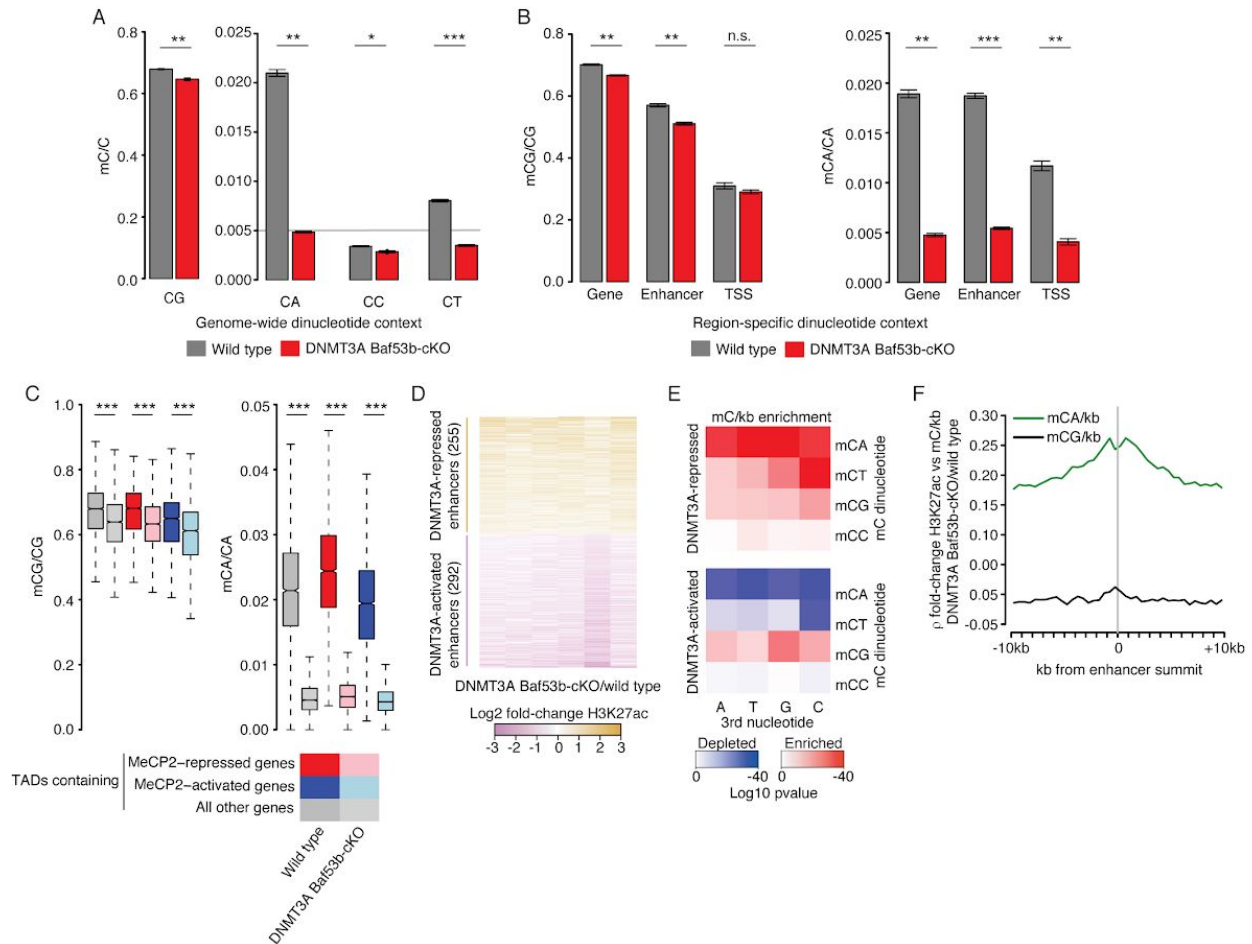 A
mC/C
0.8
0.6
0.4
0.2
0.0
**
CG
0.025
0.020
0.015
0.010
0.005
0.000
** * ***
CA CC CT
Genome-wide dinucleotide context
Wild type DNMT3A Baf53b-cKO
B
mCG/CG
0.8
0.6
0.4
0.2
0.0
** ** n.s.
Gene Enhancer TSS
mCA/CA
0.025
0.020
0.015
0.010
0.005
0.000
** *** **
Gene Enhancer TSS
Region-specific dinucleotide context
Wild type DNMT3A Baf53b-cKO
C
mCG/CG
1.0
0.8
0.6
0.4
0.2
0.0
*** *** ***
mCA/CA
0.05
0.04
0.03
0.02
0.01
0.00
*** *** ***
TADs containing
MeCP2-repressed genes
MeCP2-activated genes
All other genes
Wild type
DNMT3A Baf53b-cKO
D
DNMT3A-repressed
enhancers (255)
DNMT3A-activated
enhancers (292)
DNMT3A Baf53b-cKO/wild type
Log2 fold-change H3K27ac
-3 -2 -1 0 1 2 3
E
mC/kb enrichment
DNMT3A-repressed
mCA
mCT
mCG
mCC
mC dinucleotide
DNMT3A-activated
mCA
mCT
mCG
mCC
mC dinucleotide
A T G C
3rd nucleotide
Depleted Enriched
0 -40 0 -40
Log10 pvalue
F
ρ fold-change H3K27ac vs mC/kb
DNMT3A Baf53b-cKO/wild type
0.30
0.25
0.20
0.15
0.10
0.00
0.05
-0.05
mCA/kb
mCG/kb
-10kb 0 +10kb
kb from enhancer summit